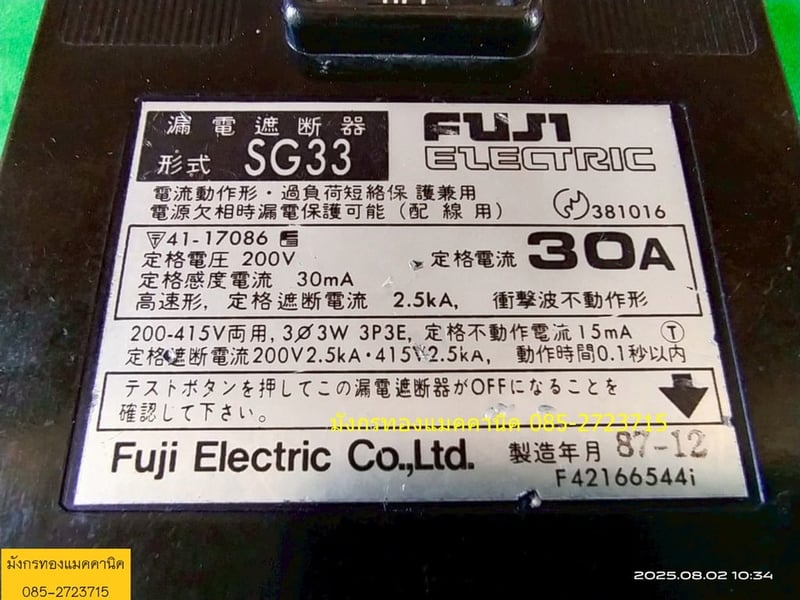 漏電遮断器
形式 SG33
FUJI
ELECTRIC
電流動作形・過負荷短絡保護兼用
電源欠相時漏電保護可能（配線用）
381016
41-17086
定格電圧 200V
定格電流 30A
定格感度電流 30mA
高速形，定格遮断電流 2.5kA， 衝撃波不動作形
200-415V両用，3Ø3W 3P3E，定格不動作電流15mA Ⓣ
定格遮断電流200V2.5kA・415V2.5kA， 動作時間0.1秒以内
テストボタンを押してこの漏電遮断器がOFFになることを
確認して下さい。
มังกรทองแมคคานิค 085-2723715
Fuji Electric Co.,Ltd.
製造年月 87-12
F42166544i
มังกรทองแมคคานิค
085-2723715
2025.08.02 10:34